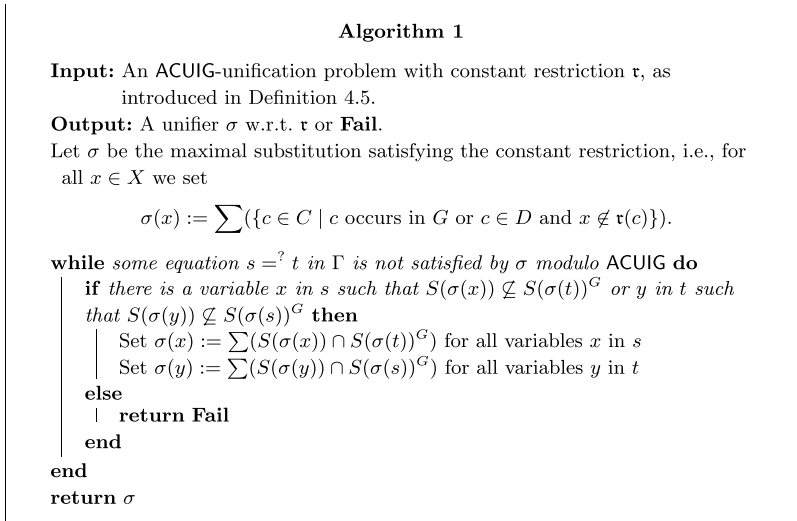 Algorithm 1
Input: An ACUIG-unification problem with constant restriction 𝔯, as
introduced in Definition 4.5.
Output: A unifier σ w.r.t. 𝔯 or Fail.
Let σ be the maximal substitution satisfying the constant restriction, i.e., for
all x ∈ X we set
σ(x) := ∑({c ∈ C | c occurs in G or c ∈ D and x ∉ 𝔯(c)}).
while some equation s =? t in Γ is not satisfied by σ modulo ACUIG do
if there is a variable x in s such that S(σ(x)) ⊈ S(σ(t))^G or y in t such
that S(σ(y)) ⊈ S(σ(s))^G then
Set σ(x) := ∑(S(σ(x)) ∩ S(σ(t))^G) for all variables x in s
Set σ(y) := ∑(S(σ(y)) ∩ S(σ(s))^G) for all variables y in t
else
return Fail
end
end
return σ